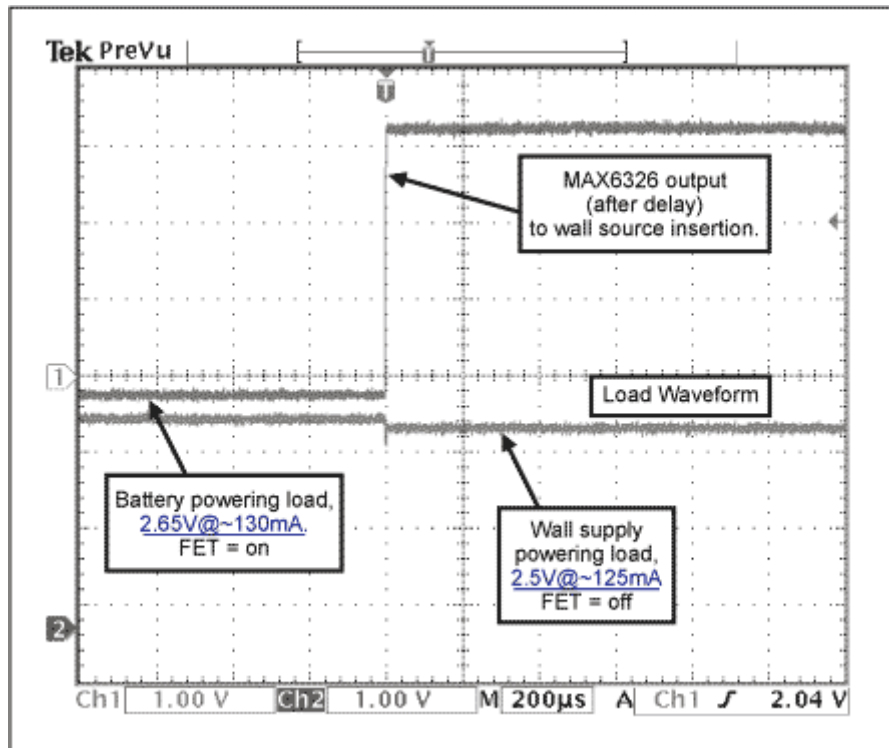 Tek PreVu
T
T
MAX6326 output
(after delay)
to wall source insertion.
1
Load Waveform
Battery powering load,
2.65V@~130mA.
FET = on
Wall supply
powering load,
2.5V@~125mA
FET = off
2
Ch1 1.00 V Ch2 1.00 V M 200µs A Ch1 ƒ 2.04 V